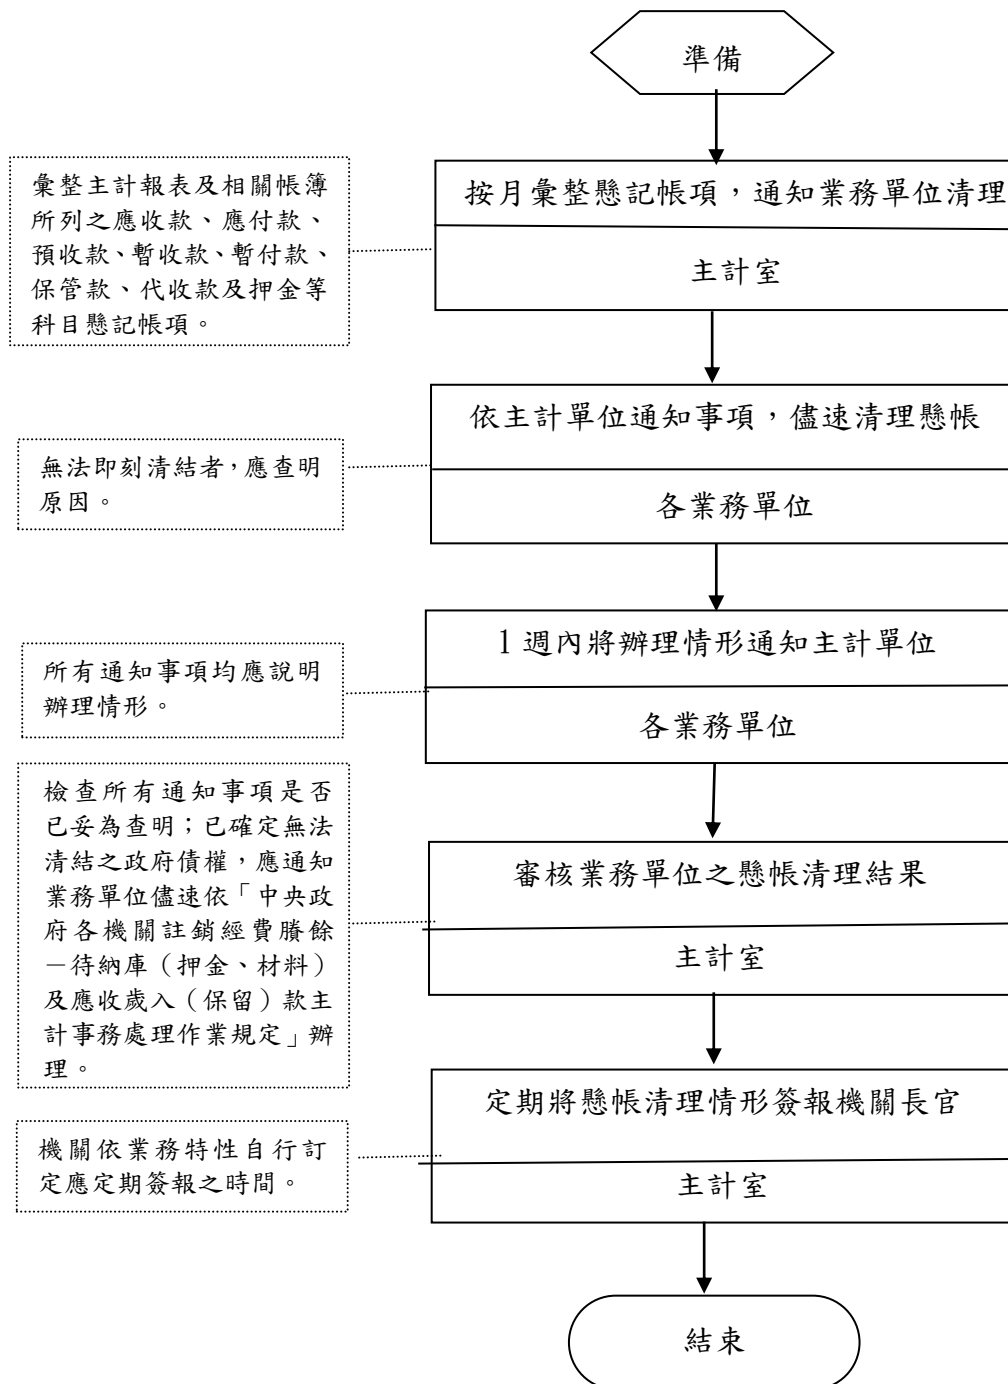 準備
彙整主計報表及相關帳簿
所列之應收款、應付款、
預收款、暫收款、暫付款、
保管款、代收款及押金等
科目懸記帳項。
按月彙整懸記帳項，通知業務單位清理
主計室
無法即刻清結者，應查明
原因。
依主計單位通知事項，儘速清理懸帳
各業務單位
所有通知事項均應說明
辦理情形。
1 週內將辦理情形通知主計單位
各業務單位
檢查所有通知事項是否
已妥為查明；已確定無法
清結之政府債權，應通知
業務單位儘速依「中央政
府各機關註銷經費賸餘
－待納庫（押金、材料）
及應收歲入（保留）款主
計事務處理作業規定」辦
理。
審核業務單位之懸帳清理結果
主計室
機關依業務特性自行訂
定應定期簽報之時間。
定期將懸帳清理情形簽報機關長官
主計室
結束